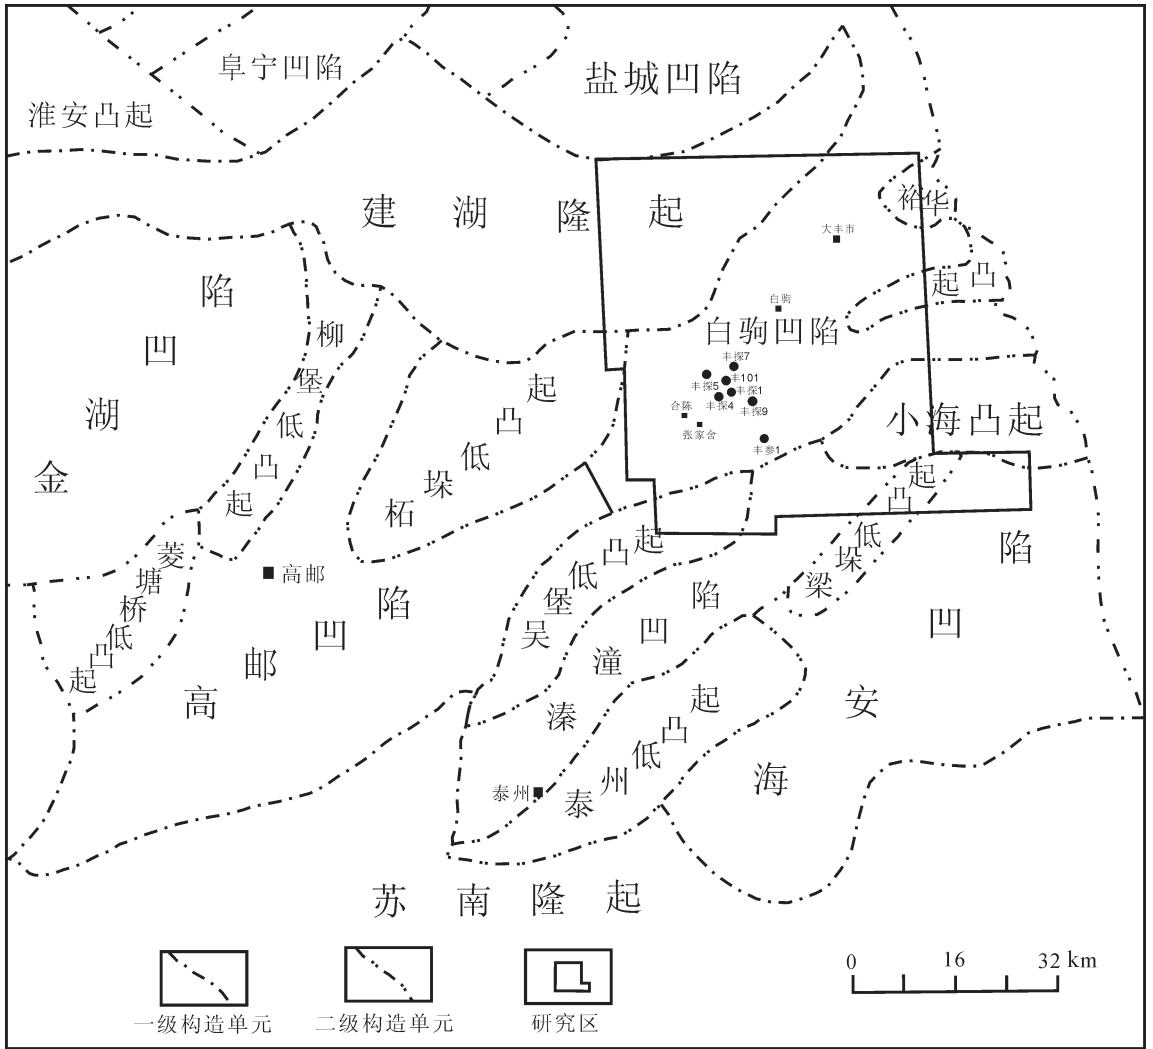 阜宁凹陷
盐城凹陷
淮安凸起
建湖隆起
裕华凸起
大丰市
白驹
白驹凹陷
丰探7
丰探5
丰101
丰探1
丰探4
丰探9
合陈
张家舍
丰参1
小海凸起
金湖凹陷
柳堡低凸起
柘垛低凸起
菱塘桥低凸起
高邮
高邮凹陷
吴堡低凸起
溱潼凹陷
梁垛低凸起
泰州
泰州低凸起
海安凹陷
苏南隆起
一级构造单元
二级构造单元
研究区
0 16 32 km